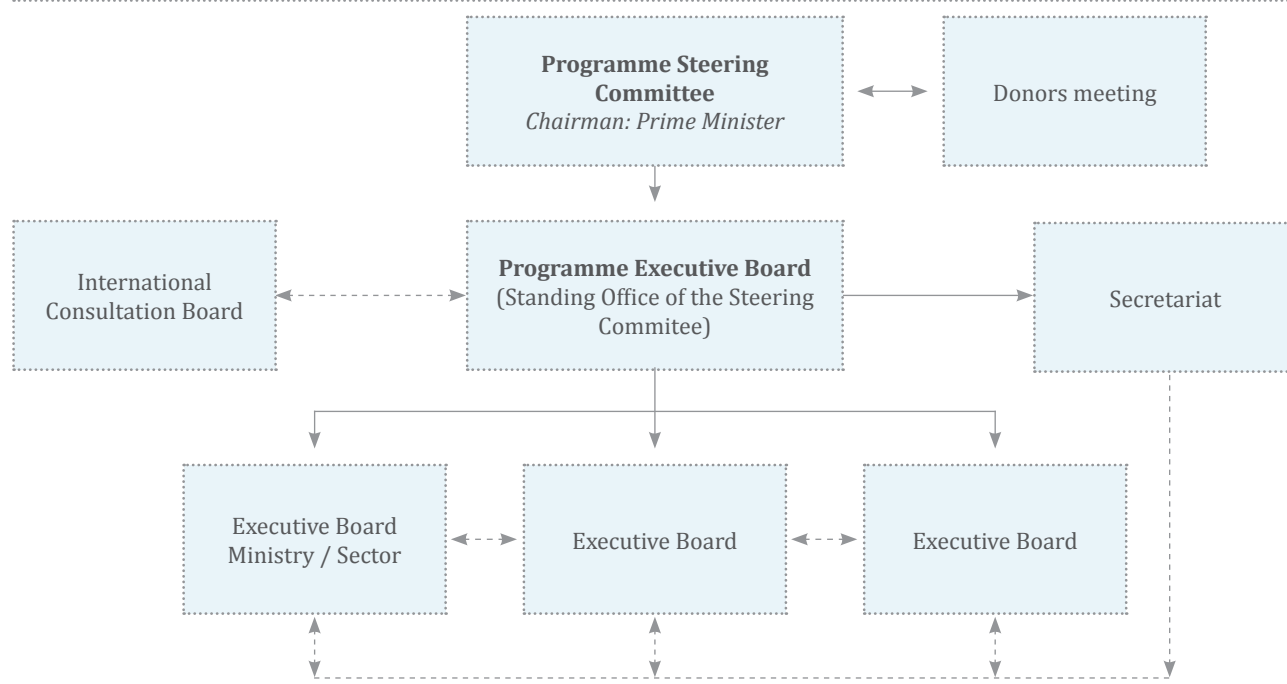 Programme Steering
Committee
Chairman: Prime Minister
Donors meeting
International
Consultation Board
Programme Executive Board
(Standing Office of the Steering
Commitee)
Secretariat
Executive Board
Ministry / Sector
Executive Board
Executive Board